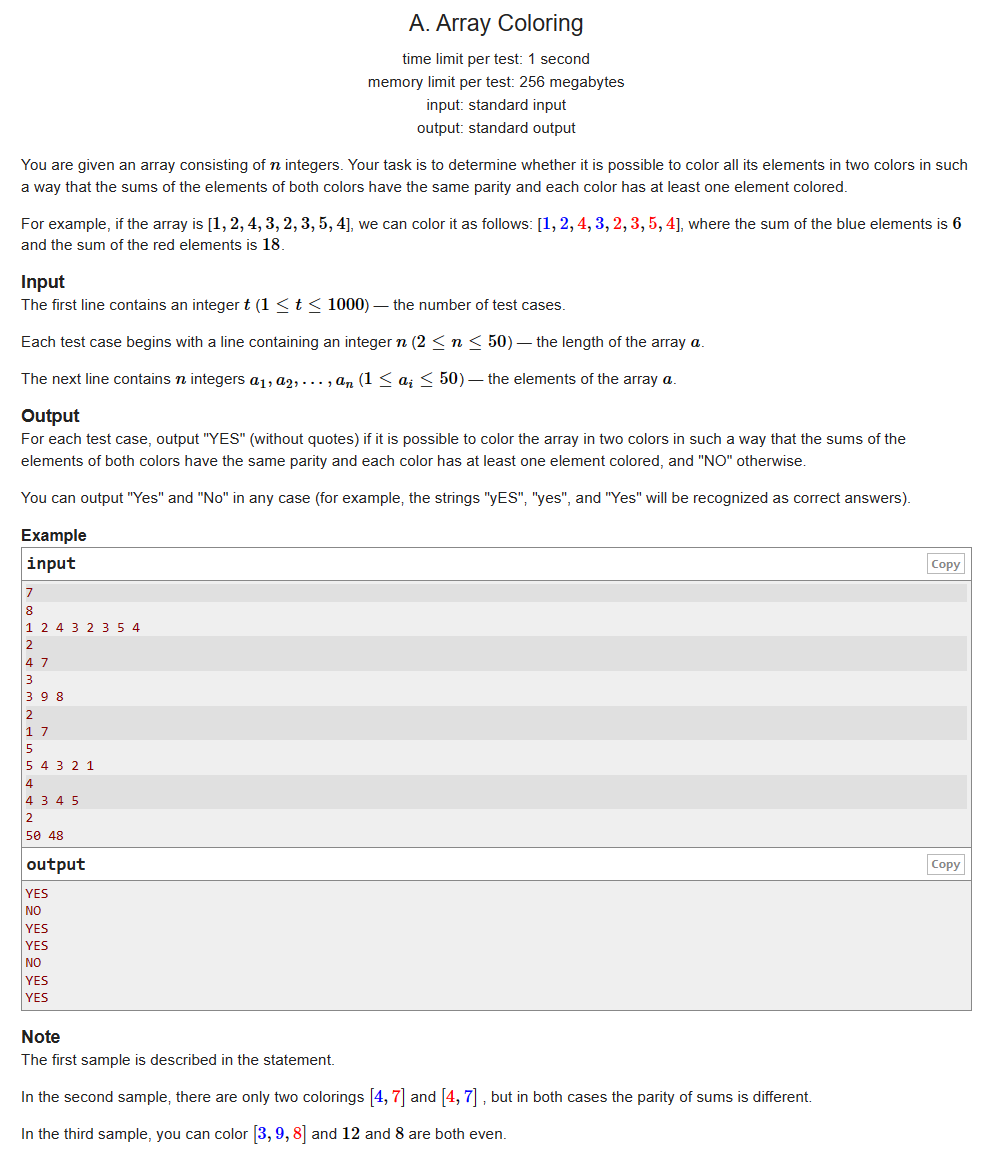 A. Array Coloring
time limit per test: 1 second
memory limit per test: 256 megabytes
input: standard input
output: standard output
You are given an array consisting of n integers. Your task is to determine whether it is possible to color all its elements in two colors in such
a way that the sums of the elements of both colors have the same parity and each color has at least one element colored.
For example, if the array is [1, 2, 4, 3, 2, 3, 5, 4], we can color it as follows: [1, 2, 4, 3, 2, 3, 5, 4], where the sum of the blue elements is 6
and the sum of the red elements is 18.
Input
The first line contains an integer t (1 ≤ t ≤ 1000) — the number of test cases.
Each test case begins with a line containing an integer n (2 ≤ n ≤ 50) — the length of the array a.
The next line contains n integers a₁, a₂, . . . , aₙ (1 ≤ aᵢ ≤ 50) — the elements of the array a.
Output
For each test case, output "YES" (without quotes) if it is possible to color the array in two colors in such a way that the sums of the
elements of both colors have the same parity and each color has at least one element colored, and "NO" otherwise.
You can output "Yes" and "No" in any case (for example, the strings "yES", "yes", and "Yes" will be recognized as correct answers).
Example
input Copy
7
8
1 2 4 3 2 3 5 4
2
4 7
3
3 9 8
2
1 7
5
5 4 3 2 1
4
4 3 4 5
2
50 48
output Copy
YES
NO
YES
YES
NO
YES
YES
Note
The first sample is described in the statement.
In the second sample, there are only two colorings [4, 7] and [4, 7] , but in both cases the parity of sums is different.
In the third sample, you can color [3, 9, 8] and 12 and 8 are both even.